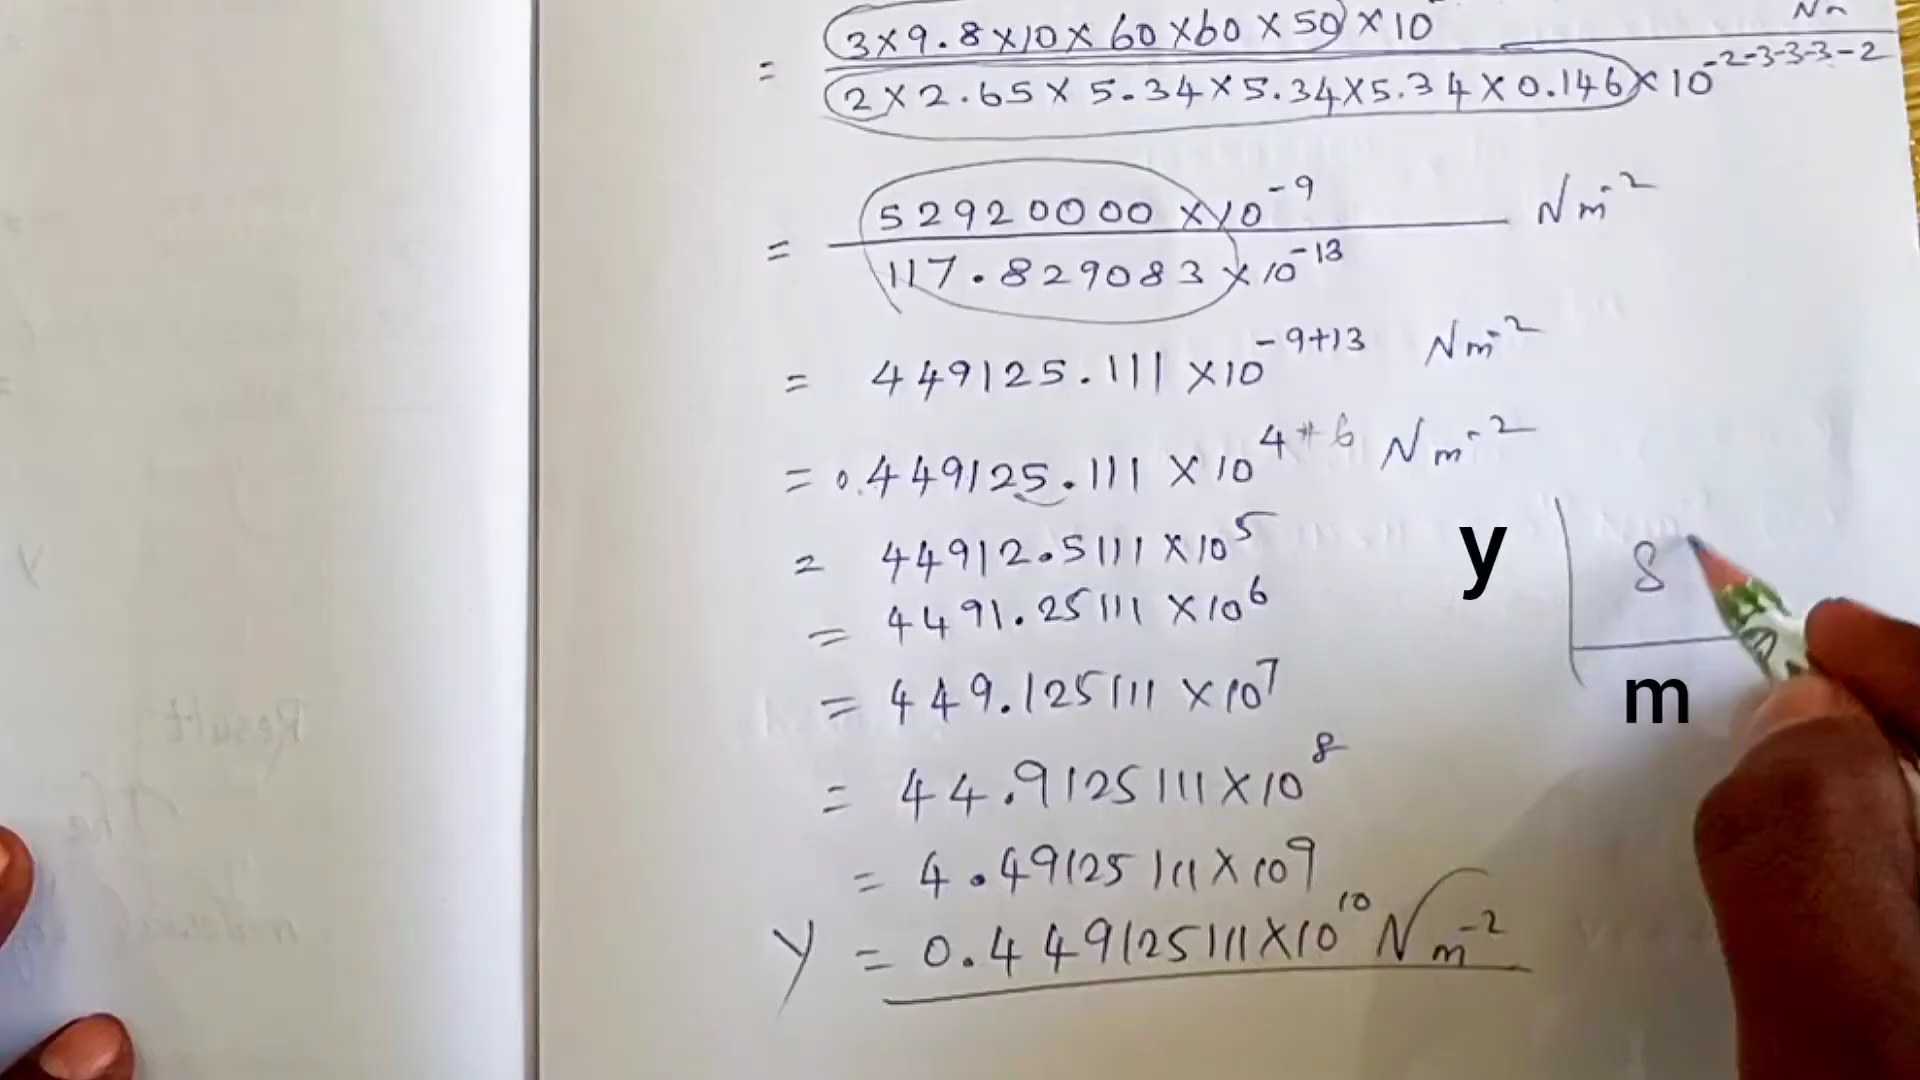 = 3×9.8×10×60×60×50×10
2×2.65×5.34×5.34×5.34×0.146×10^-2-3-3-3-2
= 52920000×10^-9 Nm^-2
117.829083×10^-13
= 449125.111×10^-9+13 Nm^-2
= 0.449125.111×10^4+6 Nm^-2
= 44912.5111×10^5
= 4491.25111×10^6
= 449.125111×10^7
= 44.9125111×10^8
= 4.49125111×10^9
Y = 0.449125111×10^10 Nm^-2
y
8
m
Result
The